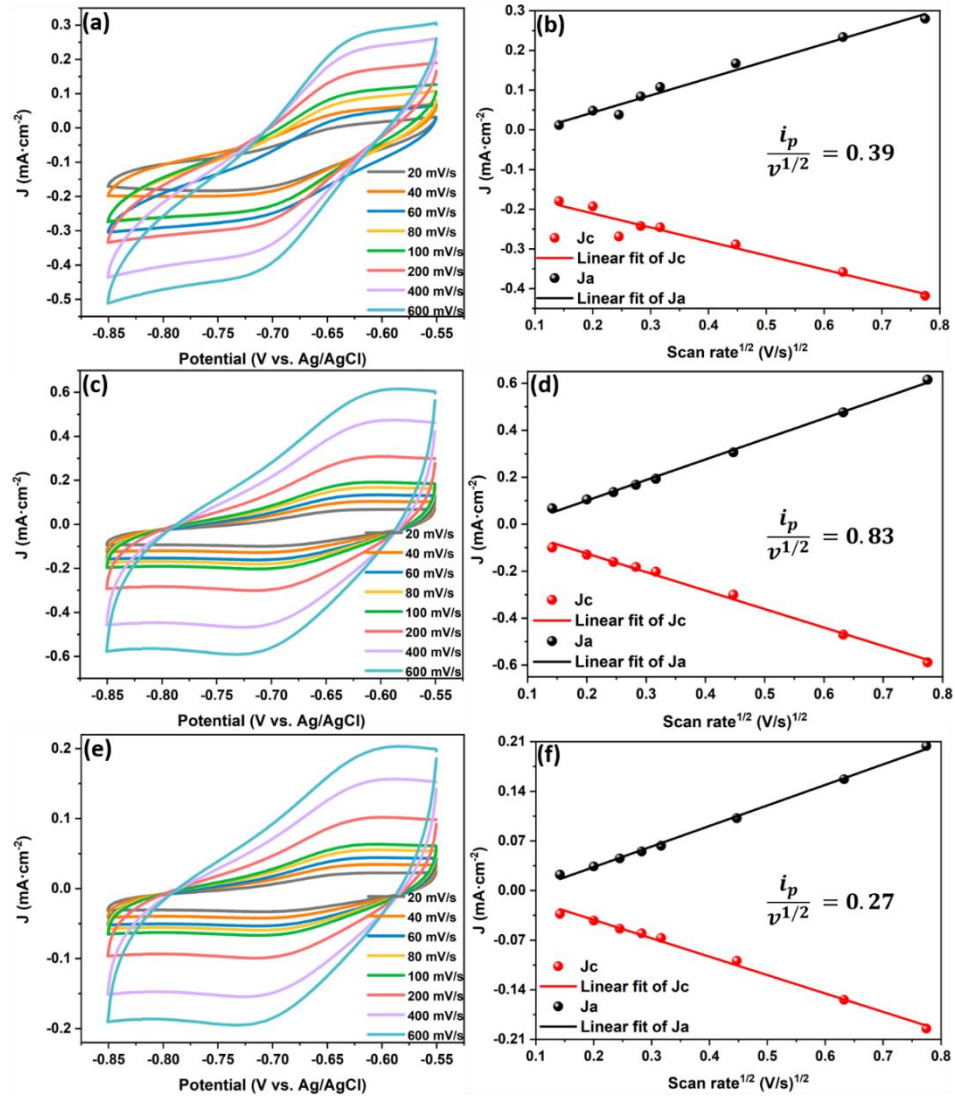 (a)
J (mA·cm⁻²)
0.3
0.2
0.1
0.0
-0.1
-0.2
-0.3
-0.4
-0.5
20 mV/s
40 mV/s
60 mV/s
80 mV/s
100 mV/s
200 mV/s
400 mV/s
600 mV/s
-0.85 -0.80 -0.75 -0.70 -0.65 -0.60 -0.55
Potential (V vs. Ag/AgCl)
(b)
J (mA·cm⁻²)
0.3
0.2
0.1
0.0
-0.2
-0.3
-0.4
i_p/v^{1/2} = 0.39
Jc
Linear fit of Jc
Ja
Linear fit of Ja
0.1 0.2 0.3 0.4 0.5 0.6 0.7 0.8
Scan rate^{1/2} (V/s)^{1/2}
(c)
J (mA·cm⁻²)
0.6
0.4
0.2
0.0
-0.2
-0.4
-0.6
20 mV/s
40 mV/s
60 mV/s
80 mV/s
100 mV/s
200 mV/s
400 mV/s
600 mV/s
-0.85 -0.80 -0.75 -0.70 -0.65 -0.60 -0.55
Potential (V vs. Ag/AgCl)
(d)
J (mA·cm⁻²)
0.6
0.4
0.2
0.0
-0.2
-0.4
-0.6
i_p/v^{1/2} = 0.83
Jc
Linear fit of Jc
Ja
Linear fit of Ja
0.1 0.2 0.3 0.4 0.5 0.6 0.7 0.8
Scan rate^{1/2} (V/s)^{1/2}
(e)
J (mA·cm⁻²)
0.2
0.1
0.0
-0.1
-0.2
20 mV/s
40 mV/s
60 mV/s
80 mV/s
100 mV/s
200 mV/s
400 mV/s
600 mV/s
-0.85 -0.80 -0.75 -0.70 -0.65 -0.60 -0.55
Potential (V vs. Ag/AgCl)
(f)
J (mA·cm⁻²)
0.21
0.14
0.07
0.00
-0.07
-0.14
-0.21
i_p/v^{1/2} = 0.27
Jc
Linear fit of Jc
Ja
Linear fit of Ja
0.1 0.2 0.3 0.4 0.5 0.6 0.7 0.8
Scan rate^{1/2} (V/s)^{1/2}